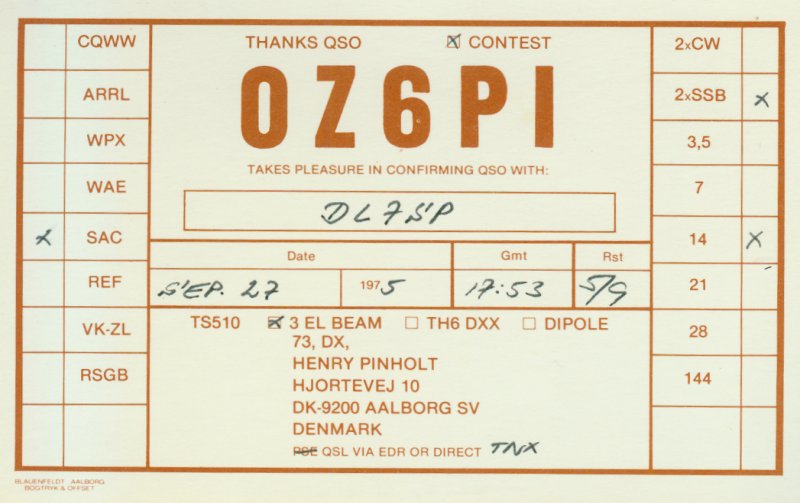 CQWW
ARRL
WPX
WAE
x SAC
REF
VK-ZL
RSGB
THANKS QSO ☒ CONTEST
OZ6PI
TAKES PLEASURE IN CONFIRMING QSO WITH:
DL7SP
Date Gmt Rst
SEP. 27 1975 17:53 5/9
TS510 ☒ 3 EL BEAM ☐ TH6 DXX ☐ DIPOLE
73, DX,
HENRY PINHOLT
HJORTEVEJ 10
DK-9200 AALBORG SV
DENMARK
PSE QSL VIA EDR OR DIRECT TNX
2xCW
2xSSB x
3,5
7
14 x
21
28
144
BLAUENFELDT AALBORG
BOGTRYK & OFFSET